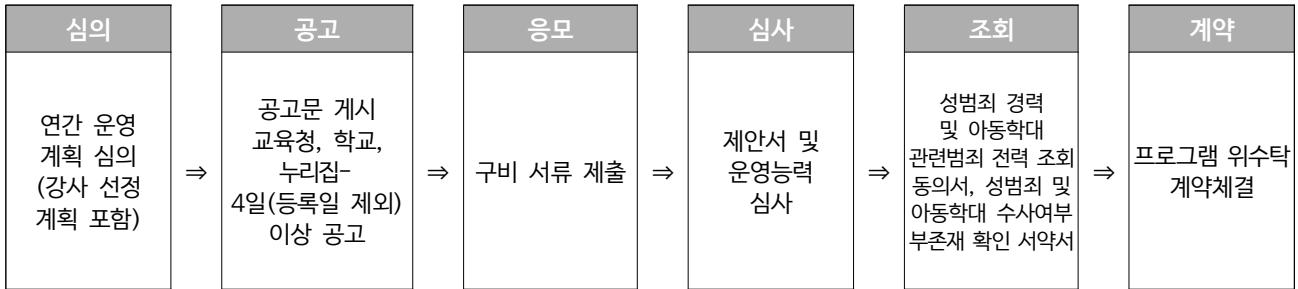 심의
연간 운영
계획 심의
(강사 선정
계획 포함)
⇒
공고
공고문 게시
교육청, 학교,
누리집-
4일(등록일 제외)
이상 공고
⇒
응모
구비 서류 제출
⇒
심사
제안서 및
운영능력
심사
⇒
조회
성범죄 경력
및 아동학대
관련범죄 전력 조회
동의서, 성범죄 및
아동학대 수사여부
부존재 확인 서약서
⇒
계약
프로그램 위수탁
계약체결